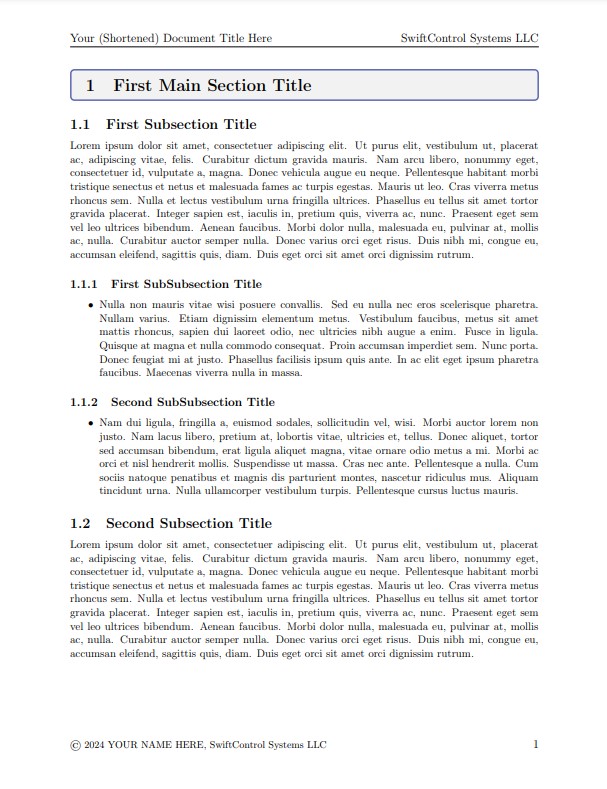 Your (Shortened) Document Title Here SwiftControl Systems LLC
1 First Main Section Title
1.1 First Subsection Title
Lorem ipsum dolor sit amet, consectetuer adipiscing elit. Ut purus elit, vestibulum ut, placerat
ac, adipiscing vitae, felis. Curabitur dictum gravida mauris. Nam arcu libero, nonummy eget,
consectetuer id, vulputate a, magna. Donec vehicula augue eu neque. Pellentesque habitant morbi
tristique senectus et netus et malesuada fames ac turpis egestas. Mauris ut leo. Cras viverra metus
rhoncus sem. Nulla et lectus vestibulum urna fringilla ultrices. Phasellus eu tellus sit amet tortor
gravida placerat. Integer sapien est, iaculis in, pretium quis, viverra ac, nunc. Praesent eget sem
vel leo ultrices bibendum. Aenean faucibus. Morbi dolor nulla, malesuada eu, pulvinar at, mollis
ac, nulla. Curabitur auctor semper nulla. Donec varius orci eget risus. Duis nibh mi, congue eu,
accumsan eleifend, sagittis quis, diam. Duis eget orci sit amet orci dignissim rutrum.
1.1.1 First SubSubsection Title
• Nulla non mauris vitae wisi posuere convallis. Sed eu nulla nec eros scelerisque pharetra.
Nullam varius. Etiam dignissim elementum metus. Vestibulum faucibus, metus sit amet
mattis rhoncus, sapien dui laoreet odio, nec ultricies nibh augue a enim. Fusce in ligula.
Quisque at magna et nulla commodo consequat. Proin accumsan imperdiet sem. Nunc porta.
Donec feugiat mi at justo. Phasellus facilisis ipsum quis ante. In ac elit eget ipsum pharetra
faucibus. Maecenas viverra nulla in massa.
1.1.2 Second SubSubsection Title
• Nam dui ligula, fringilla a, euismod sodales, sollicitudin vel, wisi. Morbi auctor lorem non
justo. Nam lacus libero, pretium at, lobortis vitae, ultricies et, tellus. Donec aliquet, tortor
sed accumsan bibendum, erat ligula aliquet magna, vitae ornare odio metus a mi. Morbi ac
orci et nisl hendrerit mollis. Suspendisse ut massa. Cras nec ante. Pellentesque a nulla. Cum
sociis natoque penatibus et magnis dis parturient montes, nascetur ridiculus mus. Aliquam
tincidunt urna. Nulla ullamcorper vestibulum turpis. Pellentesque cursus luctus mauris.
1.2 Second Subsection Title
Lorem ipsum dolor sit amet, consectetuer adipiscing elit. Ut purus elit, vestibulum ut, placerat
ac, adipiscing vitae, felis. Curabitur dictum gravida mauris. Nam arcu libero, nonummy eget,
consectetuer id, vulputate a, magna. Donec vehicula augue eu neque. Pellentesque habitant morbi
tristique senectus et netus et malesuada fames ac turpis egestas. Mauris ut leo. Cras viverra metus
rhoncus sem. Nulla et lectus vestibulum urna fringilla ultrices. Phasellus eu tellus sit amet tortor
gravida placerat. Integer sapien est, iaculis in, pretium quis, viverra ac, nunc. Praesent eget sem
vel leo ultrices bibendum. Aenean faucibus. Morbi dolor nulla, malesuada eu, pulvinar at, mollis
ac, nulla. Curabitur auctor semper nulla. Donec varius orci eget risus. Duis nibh mi, congue eu,
accumsan eleifend, sagittis quis, diam. Duis eget orci sit amet orci dignissim rutrum.
© 2024 YOUR NAME HERE, SwiftControl Systems LLC 1